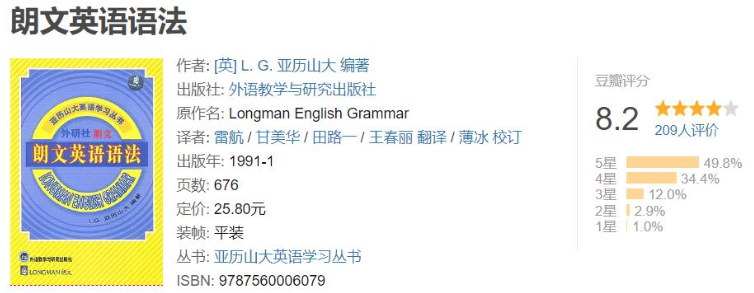 朗文英语语法
亚历山大英语学习丛书
外研社 朗文
朗文英语语法
LONGMAN ENGLISH GRAMMAR
L. G. 亚历山大 编著
外语教学与研究出版社
LONGMAN 朗文
作者: [英] L. G. 亚历山大 编著
出版社: 外语教学与研究出版社
原作名: Longman English Grammar
译者: 雷航 / 甘美华 / 田路一 / 王春丽 翻译 / 薄冰 校订
出版年: 1991-1
页数: 676
定价: 25.80元
装帧: 平装
丛书: 亚历山大英语学习丛书
ISBN: 9787560006079
豆瓣评分
8.2
209人评价
5星 49.8%
4星 34.4%
3星 12.0%
2星 2.9%
1星 1.0%